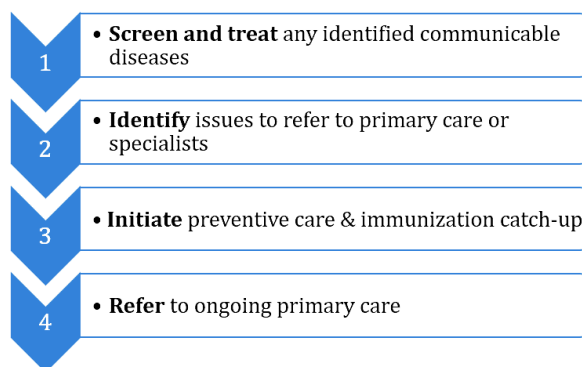 1
• Screen and treat any identified communicable
diseases
2
• Identify issues to refer to primary care or
specialists
3
• Initiate preventive care & immunization catch-up
4
• Refer to ongoing primary care